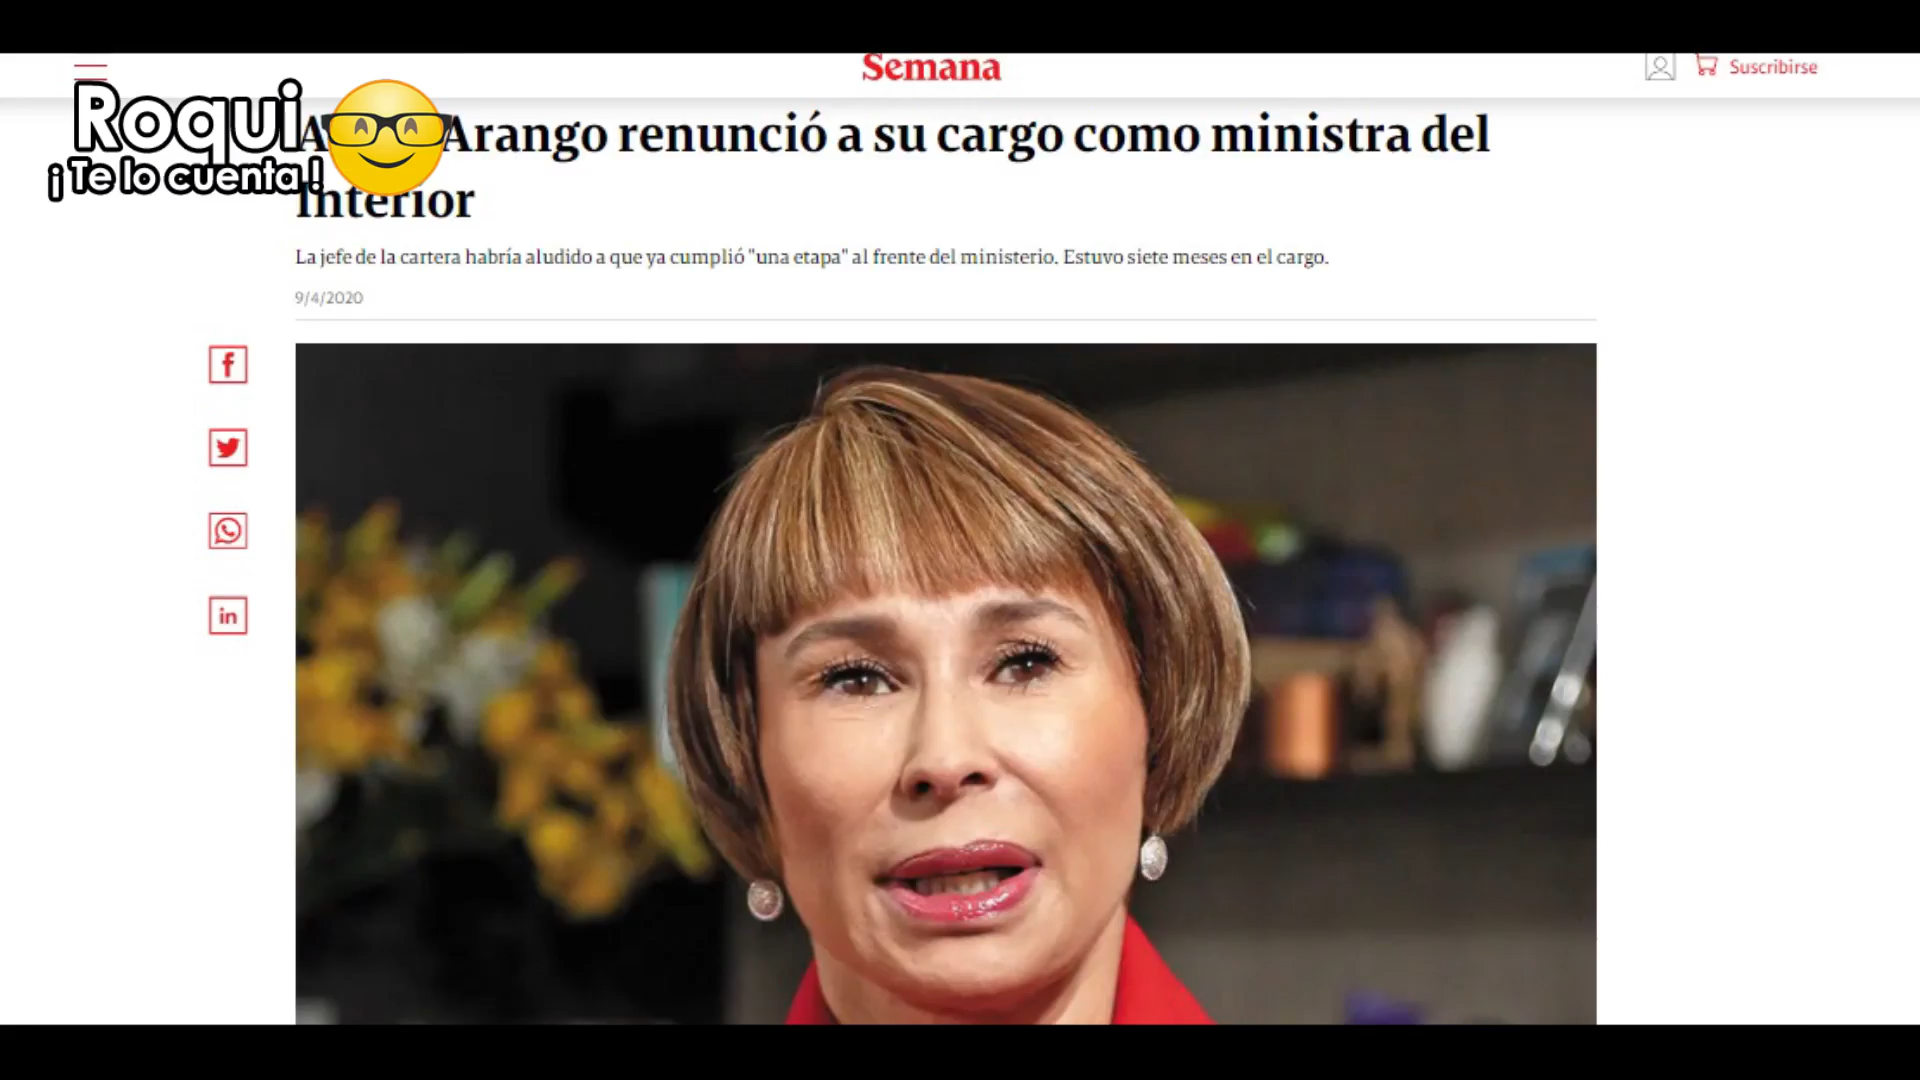 Semana
Suscribirse
Roqui
¡Te lo cuenta!
Arango renunció a su cargo como ministra del
Interior
La jefe de la cartera habría aludido a que ya cumplió "una etapa" al frente del ministerio. Estuvo siete meses en el cargo.
9/4/2020
f
in